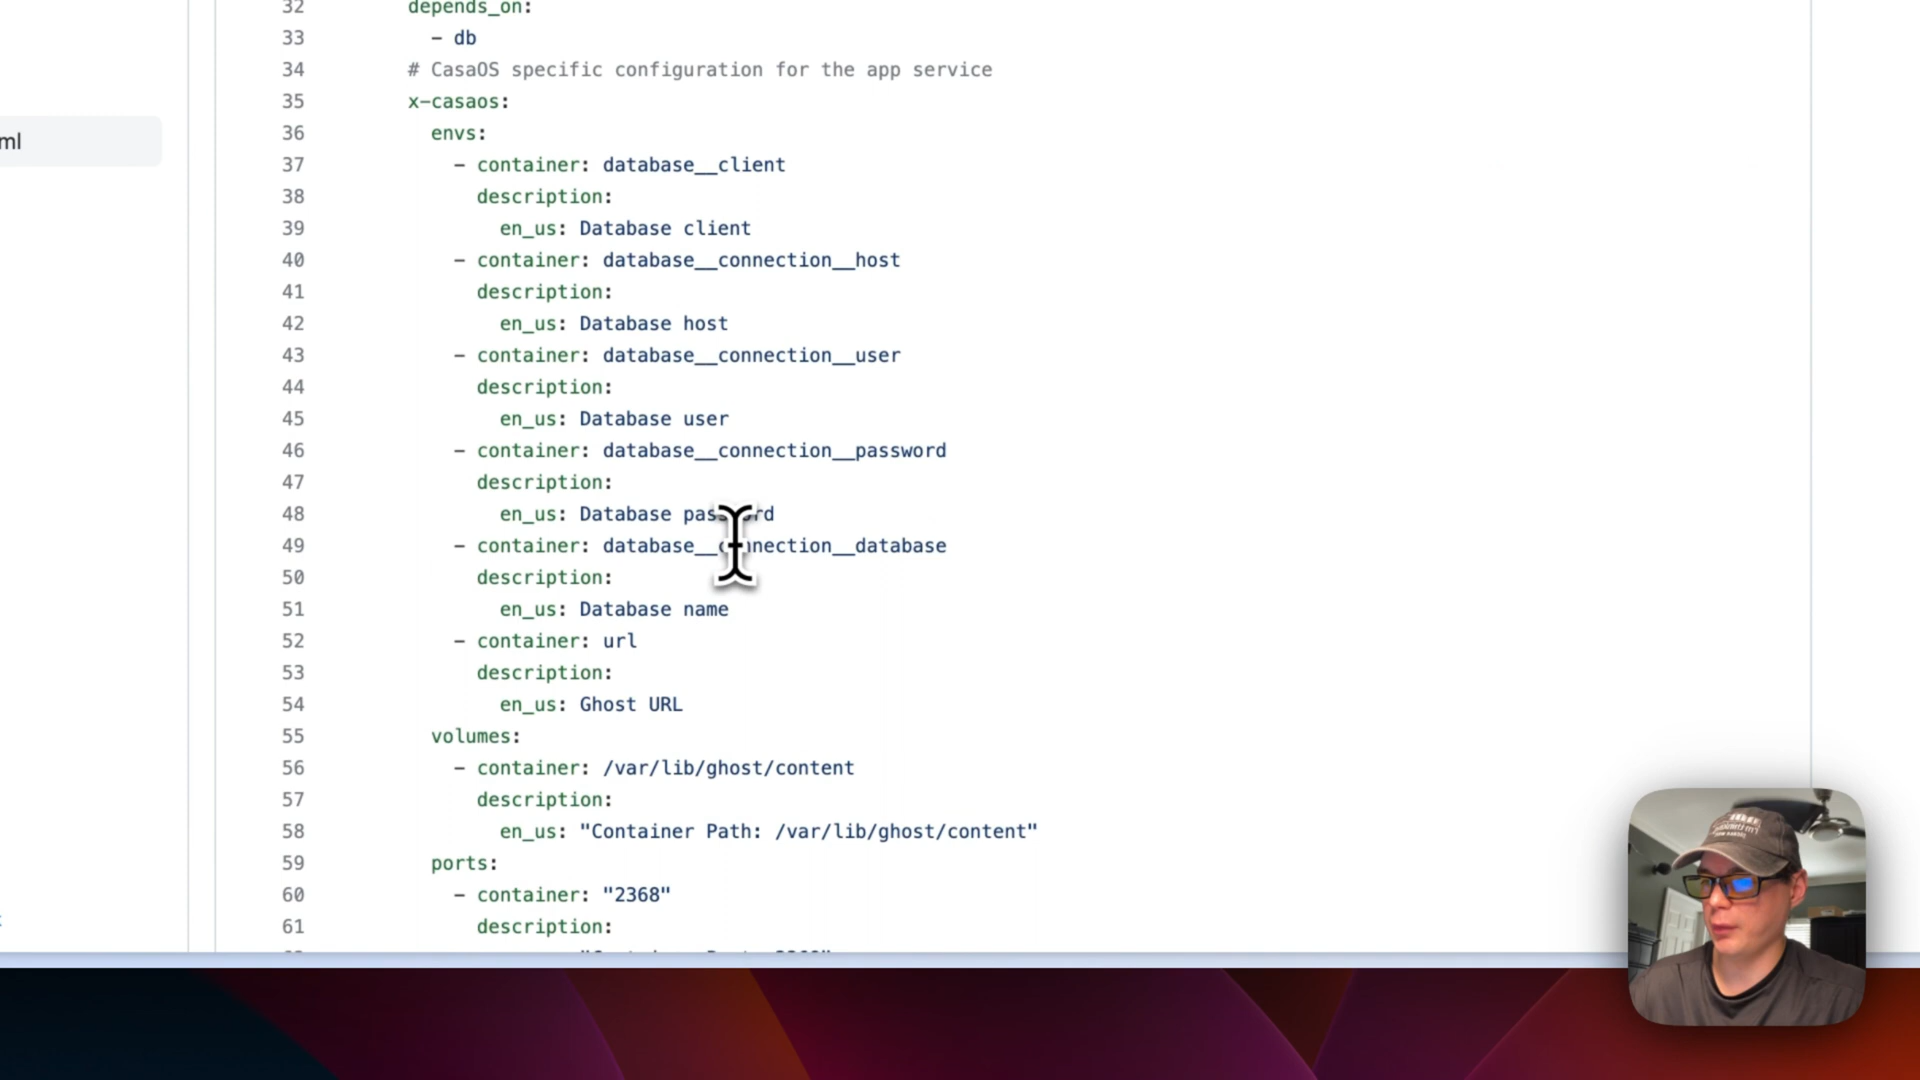 32 depends_on:
33 - db
34 # CasaOS specific configuration for the app service
35 x-casaos:
ml
36 envs:
37 - container: database__client
38 description:
39 en_us: Database client
40 - container: database__connection__host
41 description:
42 en_us: Database host
43 - container: database__connection__user
44 description:
45 en_us: Database user
46 - container: database__connection__password
47 description:
48 en_us: Database password
49 - container: database__connection__database
50 description:
51 en_us: Database name
52 - container: url
53 description:
54 en_us: Ghost URL
55 volumes:
56 - container: /var/lib/ghost/content
57 description:
58 en_us: "Container Path: /var/lib/ghost/content"
59 ports:
60 - container: "2368"
61 description: